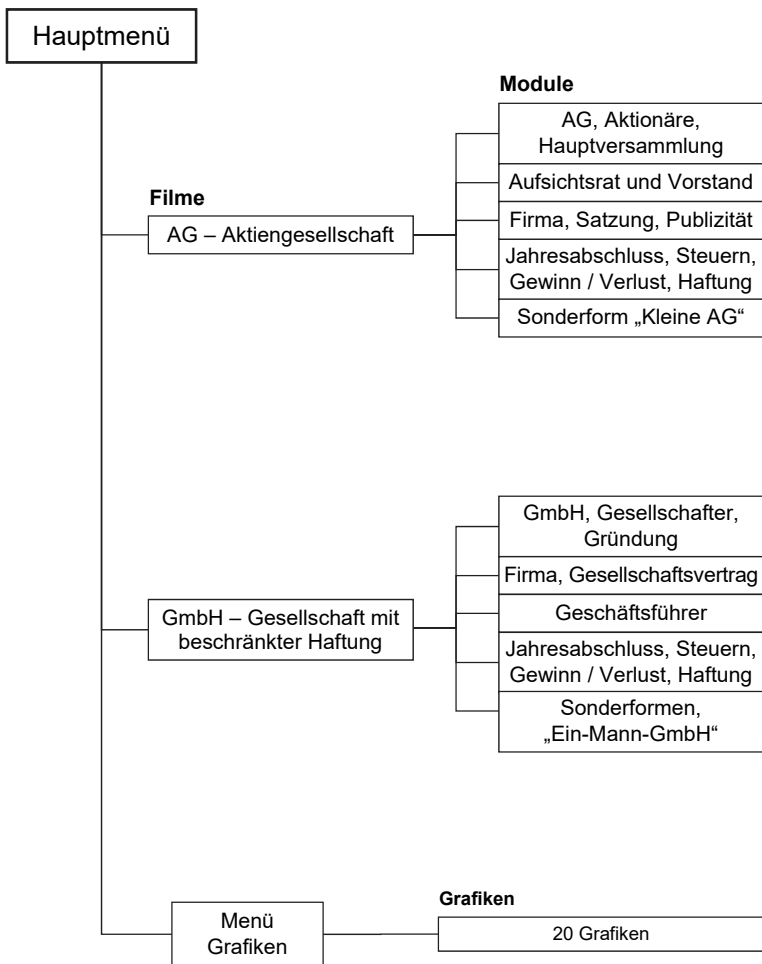 Hauptmenü
Module
AG, Aktionäre,
Hauptversammlung
Aufsichtsrat und Vorstand
Filme
AG – Aktiengesellschaft
Firma, Satzung, Publizität
Jahresabschluss, Steuern,
Gewinn / Verlust, Haftung
Sonderform „Kleine AG“
GmbH, Gesellschafter,
Gründung
Firma, Gesellschaftsvertrag
GmbH – Gesellschaft mit
beschränkter Haftung
Geschäftsführer
Jahresabschluss, Steuern,
Gewinn / Verlust, Haftung
Sonderformen,
„Ein-Mann-GmbH“
Grafiken
Menü
Grafiken
20 Grafiken